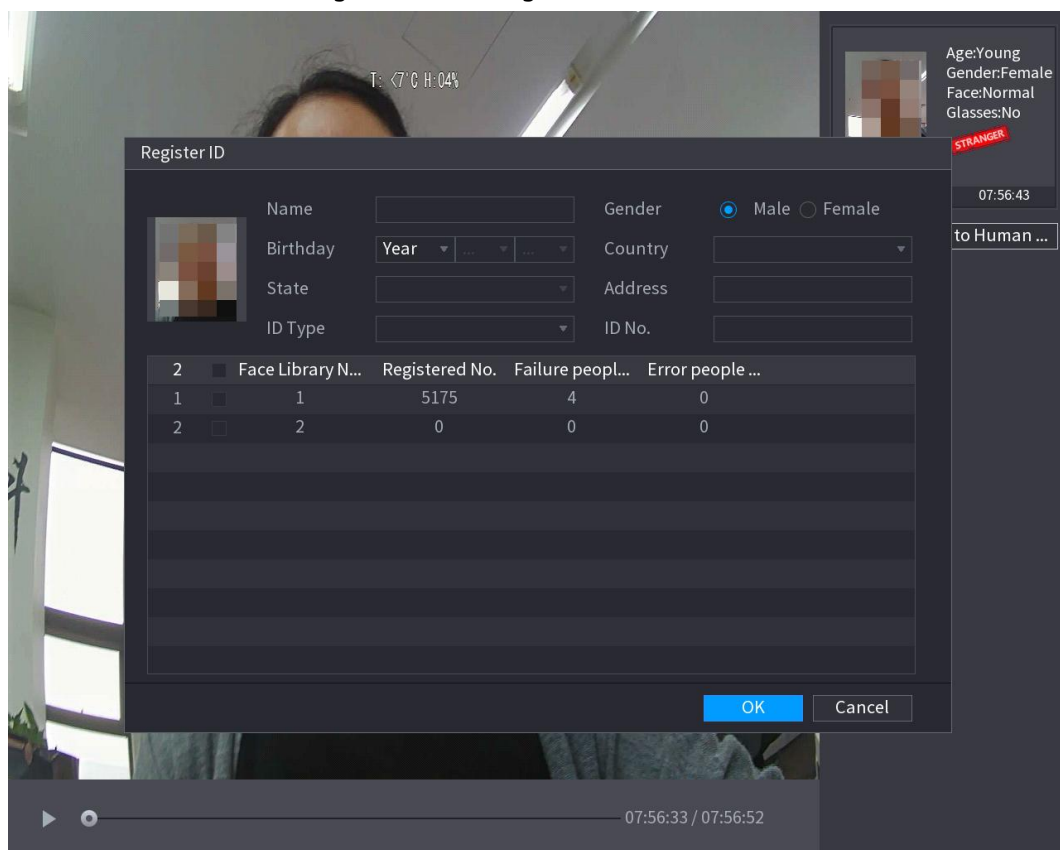 T: <7°C H:04%
Age:Young
Gender:Female
Face:Normal
Glasses:No
STRANGER
07:56:43
to Human ...
Register ID
Name Gender Male Female
Birthday Year ... ... Country
State Address
ID Type ID No.
2 Face Library N... Registered No. Failure peopl... Error people ...
1 1 5175 4 0
2 2 0 0 0
OK Cancel
07:56:33 / 07:56:52